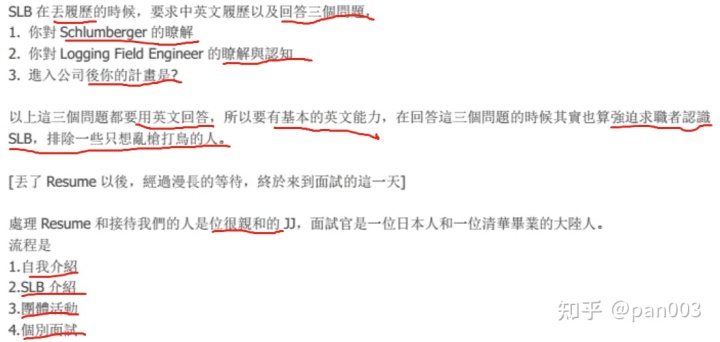 SLB 在丟履歷的時候，要求中英文履歷以及回答三個問題，
1. 你對 Schlumberger 的瞭解
2. 你對 Logging Field Engineer 的瞭解與認知
3. 進入公司後你的計畫是?
以上這三個問題都要用英文回答，所以要有基本的英文能力，在回答這三個問題的時候其實也算強迫求職者認識
SLB，排除一些只想亂槍打鳥的人。
[丟了 Resume 以後，經過漫長的等待，終於來到面試的這一天]
處理 Resume 和接待我們的人是位很親和的 JJ，面試官是一位日本人和一位清華畢業的大陸人。
流程是
1.自我介紹
2.SLB 介紹
3.團體活動
4.個別面試
知乎 @pan003